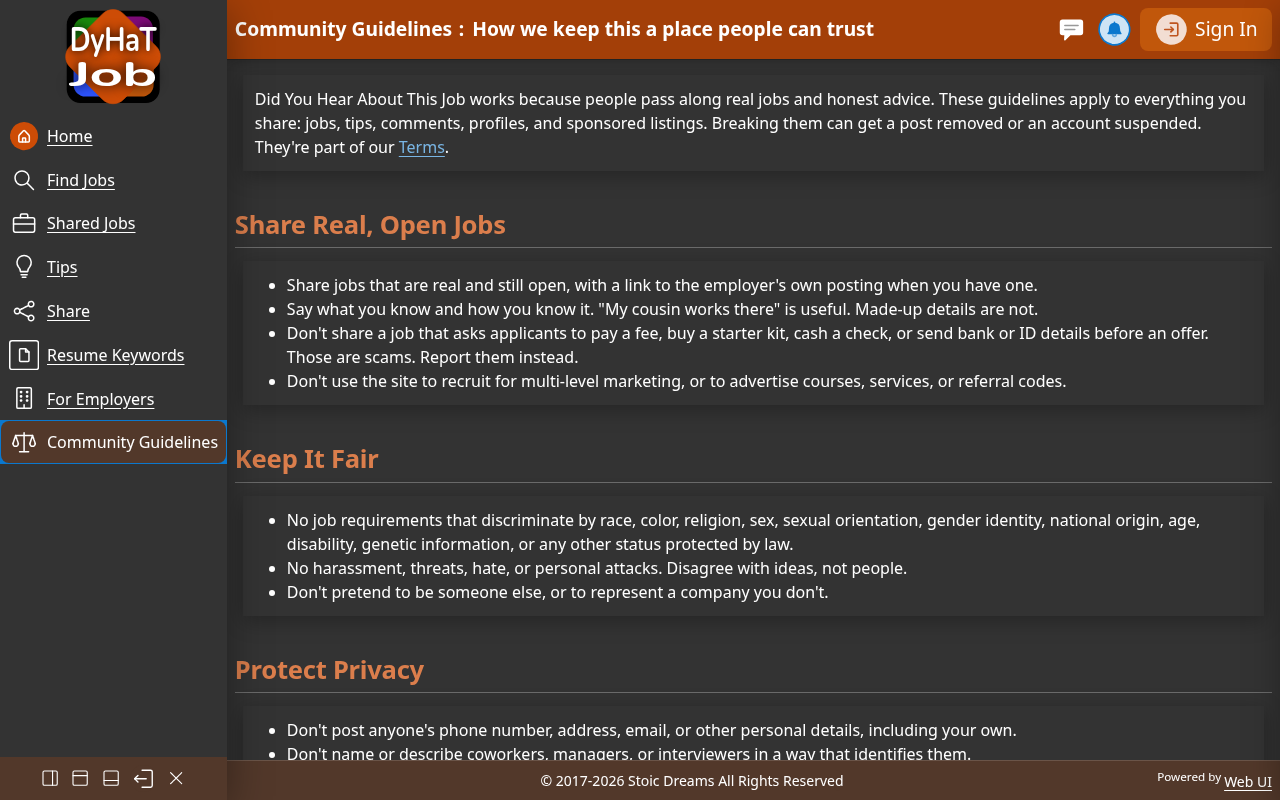 DyHaT
Job
Home
Find Jobs
Shared Jobs
Tips
Share
Resume Keywords
For Employers
Community Guidelines
Community Guidelines : How we keep this a place people can trust
Sign In
Did You Hear About This Job works because people pass along real jobs and honest advice. These guidelines apply to everything you
share: jobs, tips, comments, profiles, and sponsored listings. Breaking them can get a post removed or an account suspended.
They're part of our Terms.
Share Real, Open Jobs
• Share jobs that are real and still open, with a link to the employer's own posting when you have one.
• Say what you know and how you know it. "My cousin works there" is useful. Made-up details are not.
• Don't share a job that asks applicants to pay a fee, buy a starter kit, cash a check, or send bank or ID details before an offer.
Those are scams. Report them instead.
• Don't use the site to recruit for multi-level marketing, or to advertise courses, services, or referral codes.
Keep It Fair
• No job requirements that discriminate by race, color, religion, sex, sexual orientation, gender identity, national origin, age,
disability, genetic information, or any other status protected by law.
• No harassment, threats, hate, or personal attacks. Disagree with ideas, not people.
• Don't pretend to be someone else, or to represent a company you don't.
Protect Privacy
• Don't post anyone's phone number, address, email, or other personal details, including your own.
• Don't name or describe coworkers, managers, or interviewers in a way that identifies them.
© 2017-2026 Stoic Dreams All Rights Reserved
Powered by Web UI